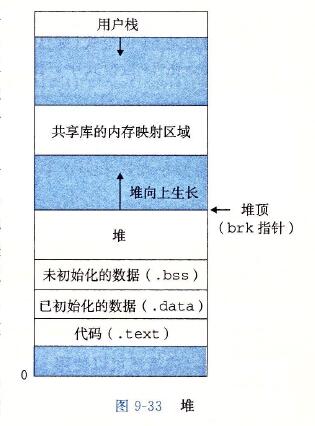 用户栈
共享库的内存映射区域
堆向上生长
堆顶
(brk 指针)
堆
未初始化的数据(.bss)
已初始化的数据(.data)
代码(.text)
0
图 9-33 堆